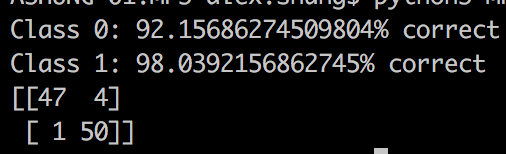 Class 0: 92.15686274509804% correct
Class 1: 98.0392156862745% correct
[[47  4]
 [ 1 50]]